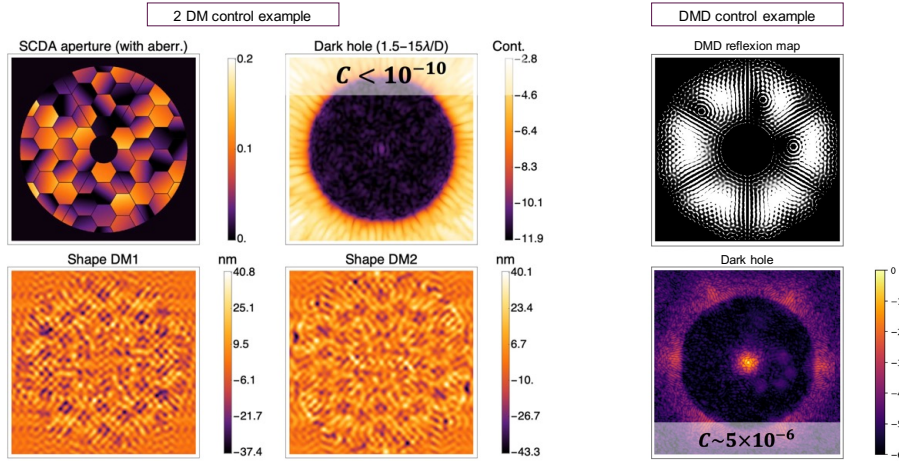 2 DM control example
DMD control example
SCDA aperture (with aberr.)
Dark hole (1.5–15λ/D)
Cont.
0.2
0.1
0.
C < 10⁻¹⁰
−2.8
−4.6
−6.4
−8.3
−10.1
−11.9
DMD reflexion map
Shape DM1
nm
40.8
25.1
9.5
−6.1
−21.7
−37.4
Shape DM2
nm
40.1
23.4
6.7
−10.
−26.7
−43.3
Dark hole
C~5×10⁻⁶
0